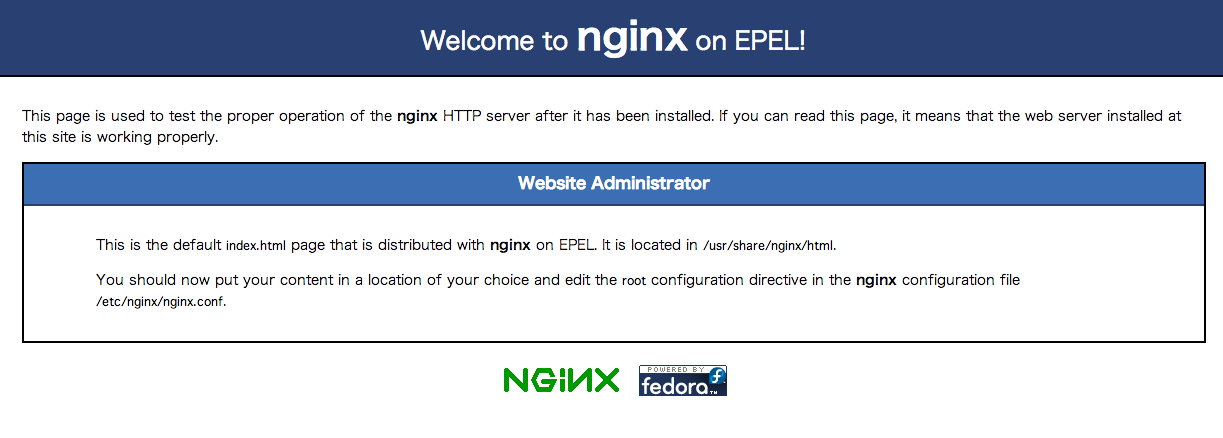 Welcome to nginx on EPEL!
This page is used to test the proper operation of the nginx HTTP server after it has been installed. If you can read this page, it means that the web server installed at
this site is working properly.
Website Administrator
This is the default index.html page that is distributed with nginx on EPEL. It is located in /usr/share/nginx/html.
You should now put your content in a location of your choice and edit the root configuration directive in the nginx configuration file
/etc/nginx/nginx.conf.
NGINX
POWERED BY
fedora™